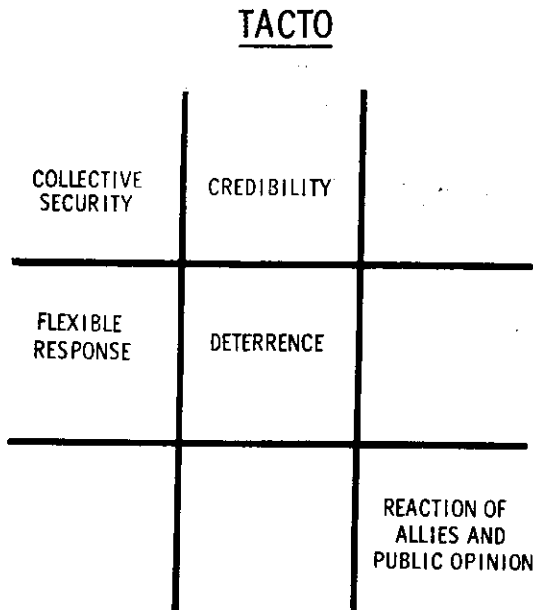 TACTO
COLLECTIVE
SECURITY
CREDIBILITY
FLEXIBLE
RESPONSE
DETERRENCE
REACTION OF
ALLIES AND
PUBLIC OPINION